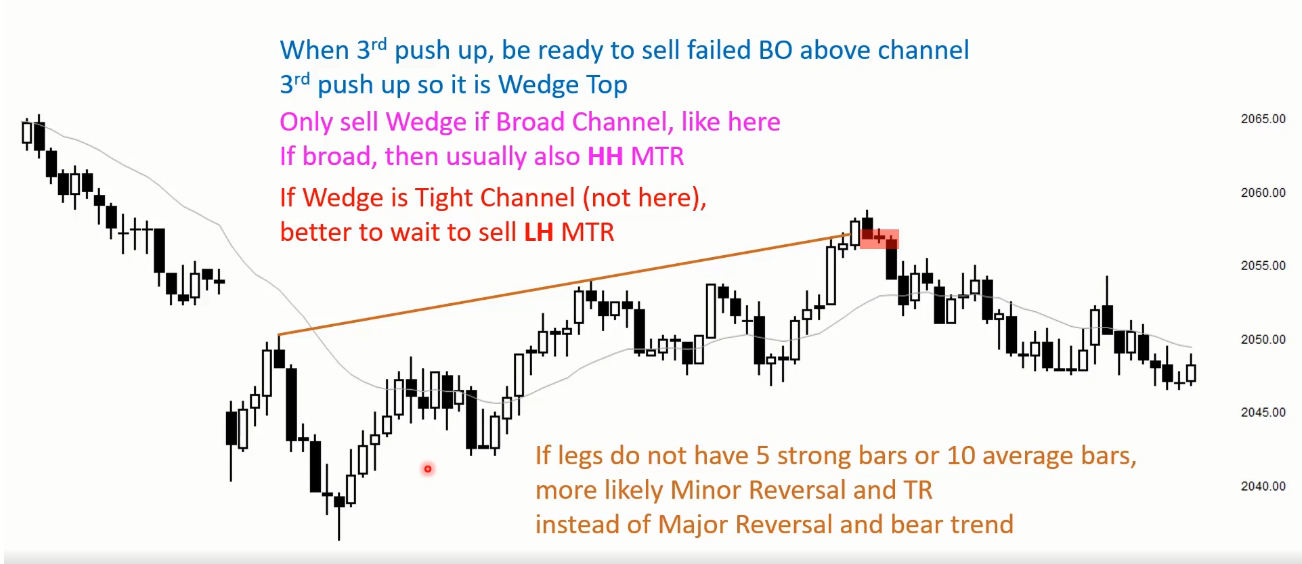 When 3rd push up, be ready to sell failed BO above channel
3rd push up so it is Wedge Top
Only sell Wedge if Broad Channel, like here
If broad, then usually also HH MTR
If Wedge is Tight Channel (not here),
better to wait to sell LH MTR
2065.00
2060.00
2055.00
2050.00
2045.00
2040.00
If legs do not have 5 strong bars or 10 average bars,
more likely Minor Reversal and TR
instead of Major Reversal and bear trend